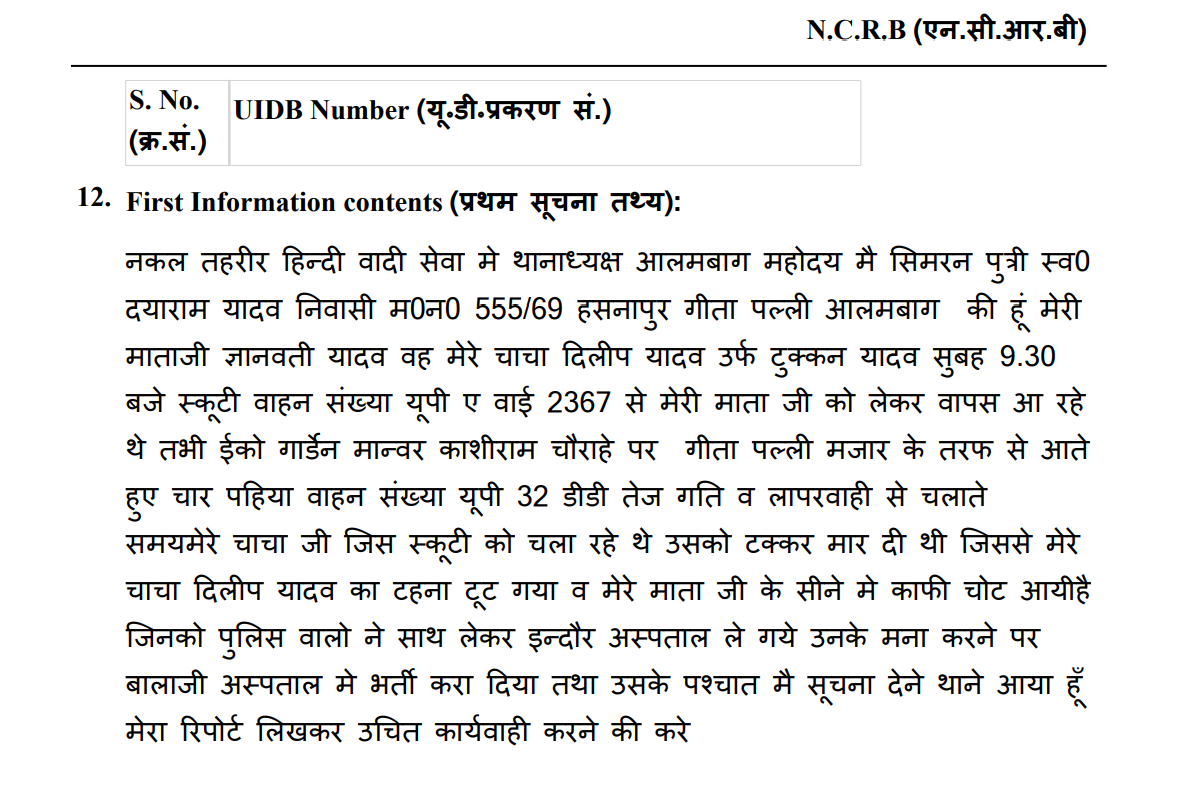 N.C.R.B (एन.सी.आर.बी)
S. No. (क्र.सं.)
UIDB Number (यू.डी.प्रकरण सं.)
12. First Information contents (प्रथम सूचना तथ्य):
नकल तहरीर हिन्दी वादी सेवा मे थानाध्यक्ष आलमबाग महोदय मै सिमरन पुत्री स्व0
दयाराम यादव निवासी म0न0 555/69 हसनापुर गीता पल्ली आलमबाग की हूं मेरी
माताजी ज्ञानवती यादव वह मेरे चाचा दिलीप यादव उर्फ टुक्कन यादव सुबह 9.30
बजे स्कूटी वाहन संख्या यूपी ए वाई 2367 से मेरी माता जी को लेकर वापस आ रहे
थे तभी ईको गार्डेन मान्वर काशीराम चौराहे पर गीता पल्ली मजार के तरफ से आते
हुए चार पहिया वाहन संख्या यूपी 32 डीडी तेज गति व लापरवाही से चलाते
समयमेरे चाचा जी जिस स्कूटी को चला रहे थे उसको टक्कर मार दी थी जिससे मेरे
चाचा दिलीप यादव का टहना टूट गया व मेरे माता जी के सीने मे काफी चोट आयीहै
जिनको पुलिस वालो ने साथ लेकर इन्दौर अस्पताल ले गये उनके मना करने पर
बालाजी अस्पताल मे भर्ती करा दिया तथा उसके पश्चात मै सूचना देने थाने आया हूँ
मेरा रिपोर्ट लिखकर उचित कार्यवाही करने की करे